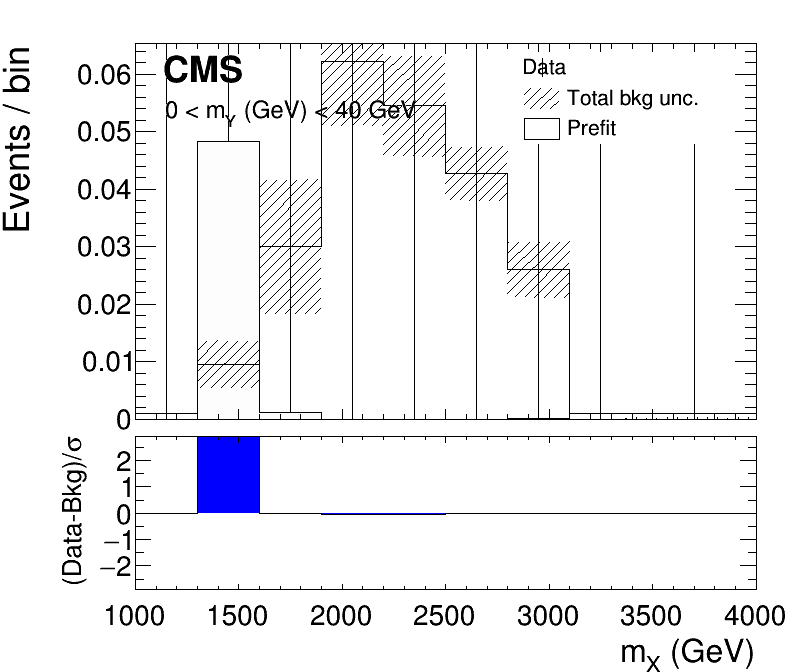 Events / bin
0.06
0.05
0.04
0.03
0.02
0.01
0
CMS
0 < mY (GeV) < 40 GeV
Data
Total bkg unc.
Prefit
(Data-Bkg)/σ
2
1
0
−1
−2
1000 1500 2000 2500 3000 3500 4000
mX (GeV)